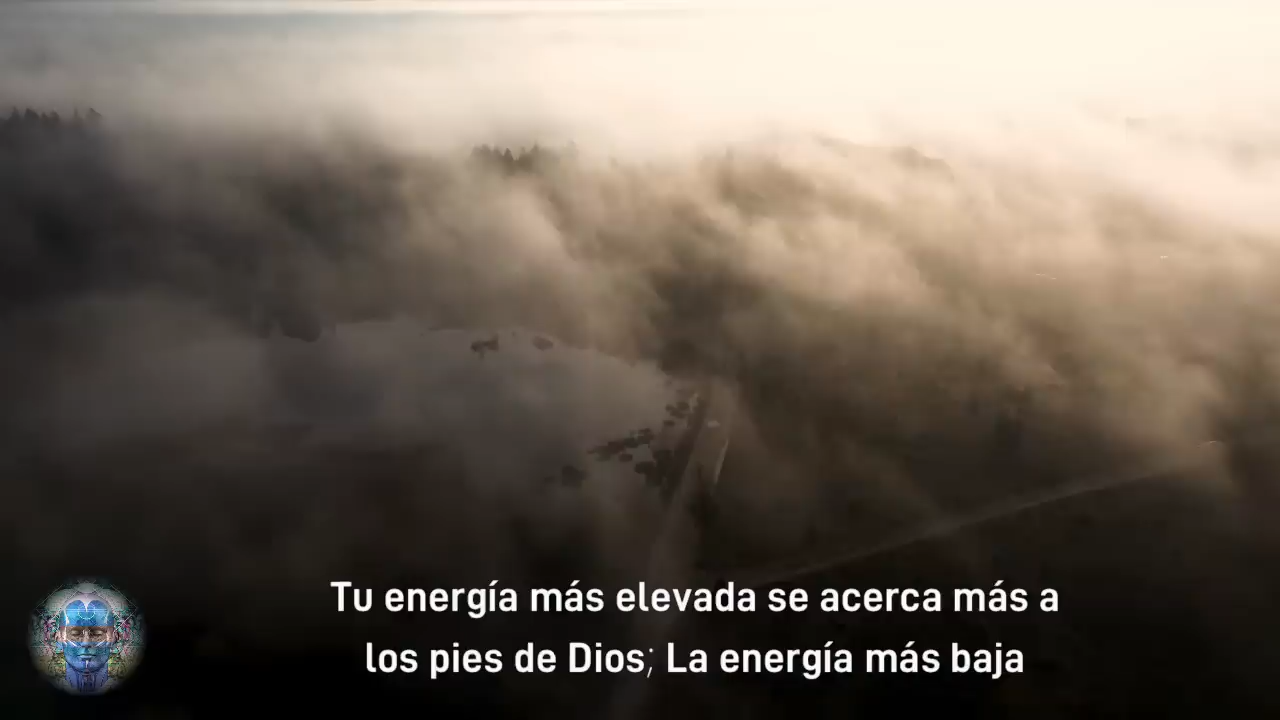 Tu energía más elevada se acerca más a
los pies de Dios; La energía más baja